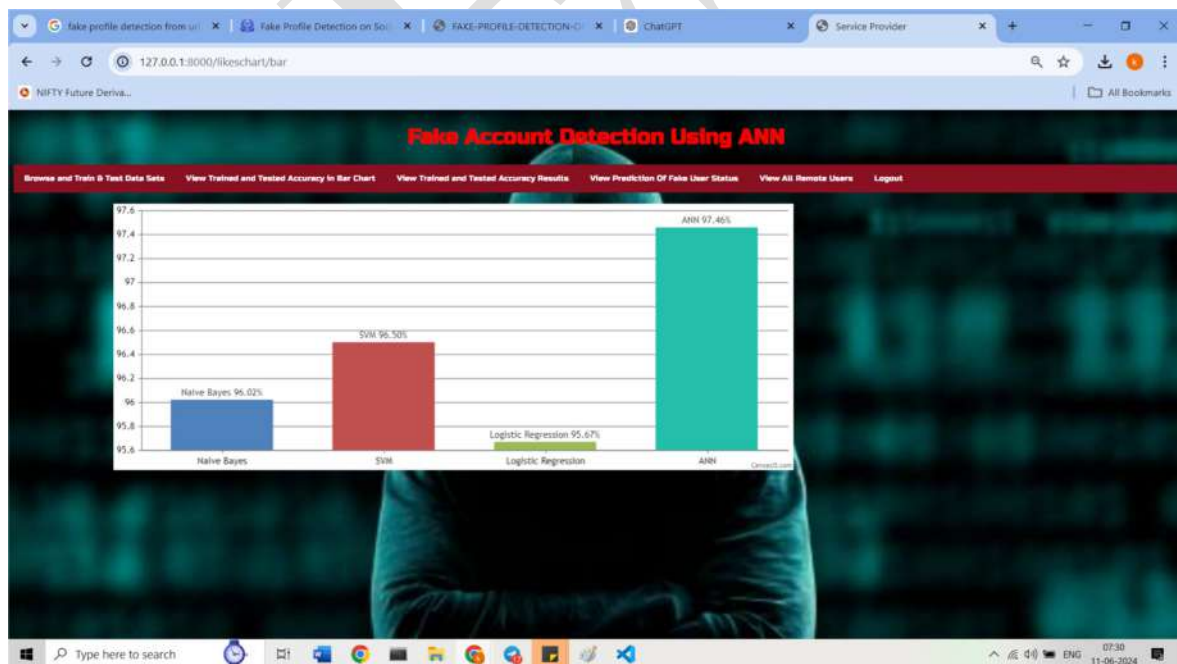 fake profile detection from url
Fake Profile Detection on Soc
FAKE-PROFILE-DETECTION-
ChatGPT
Service Provider
127.0.0.1:8000/likeschart/bar
NIFTY Future Deriva...
All Bookmarks
Fake Account Detection Using ANN
Browse and Train & Test Data Sets View Trained and Tested Accuracy in Bar Chart View Trained and Tested Accuracy Results View Prediction Of Fake User Status View All Remote Users Logout
97.6
97.4
97.2
97
96.8
96.6
96.4
96.2
96
95.8
95.6
ANN 97.46%
SVM 96.50%
Naive Bayes 96.02%
Logistic Regression 95.67%
Naive Bayes SVM Logistic Regression ANN
CanvasJS.com
Type here to search
ENG
07:30
11-06-2024